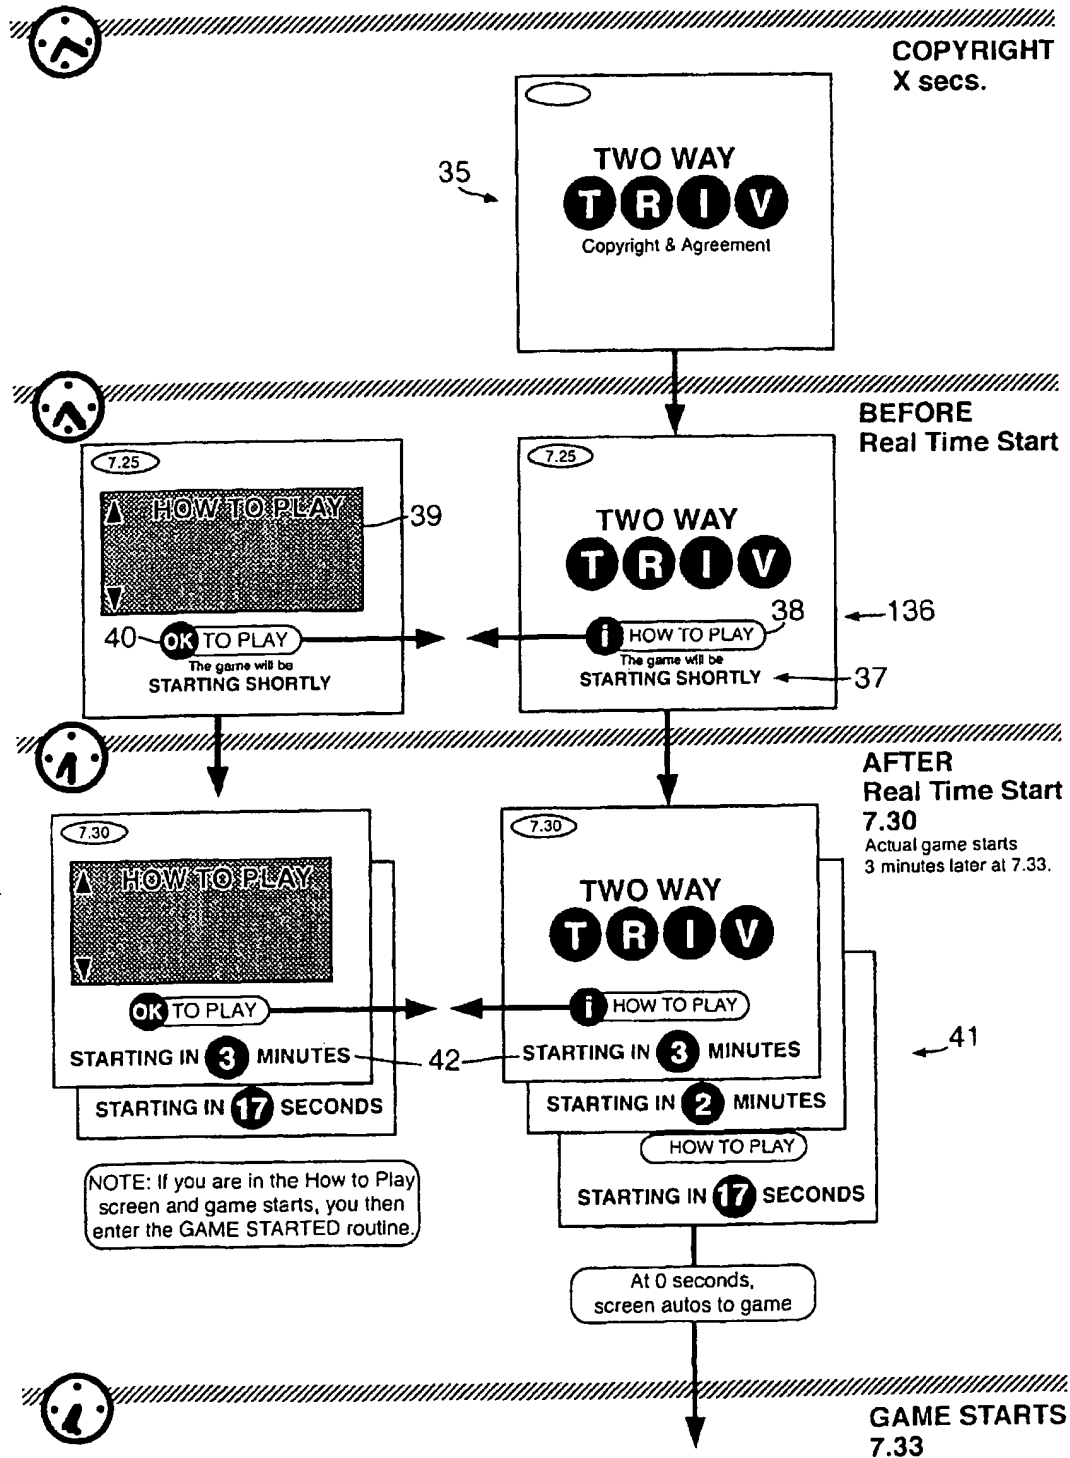 COPYRIGHT
X secs.
35
TWO WAY
T R I V
Copyright & Agreement
BEFORE
Real Time Start
7.25
HOW TO PLAY
39
40
OK TO PLAY
The game will be
STARTING SHORTLY
7.25
TWO WAY
T R I V
38
136
i HOW TO PLAY
The game will be
STARTING SHORTLY
37
AFTER
Real Time Start
7.30
Actual game starts
3 minutes later at 7.33.
7.30
HOW TO PLAY
OK TO PLAY
STARTING IN 3 MINUTES
42
STARTING IN 17 SECONDS
7.30
TWO WAY
T R I V
i HOW TO PLAY
STARTING IN 3 MINUTES
41
STARTING IN 2 MINUTES
HOW TO PLAY
STARTING IN 17 SECONDS
NOTE: If you are in the How to Play
screen and game starts, you then
enter the GAME STARTED routine.
At 0 seconds,
screen autos to game
GAME STARTS
7.33